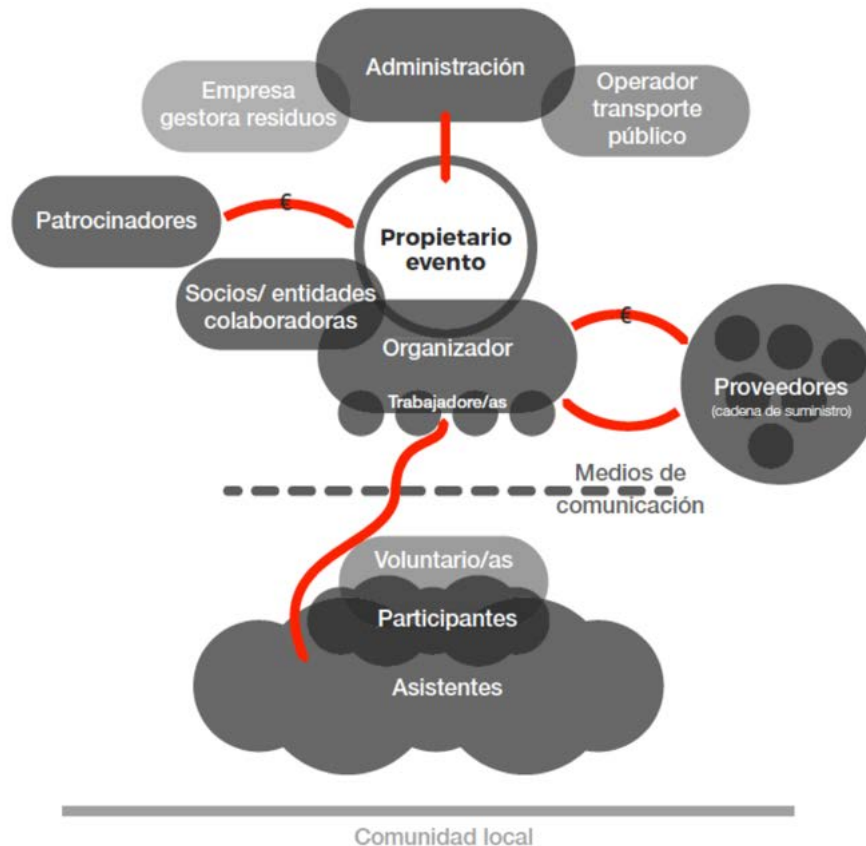 Administración
Empresa
gestora residuos
Operador
transporte
público
Patrocinadores
€
Propietario
evento
Socios/ entidades
colaboradoras
Organizador
€
Trabajadore/as
Proveedores
(cadena de suministro)
Medios de
comunicación
Voluntario/as
Participantes
Asistentes
Comunidad local